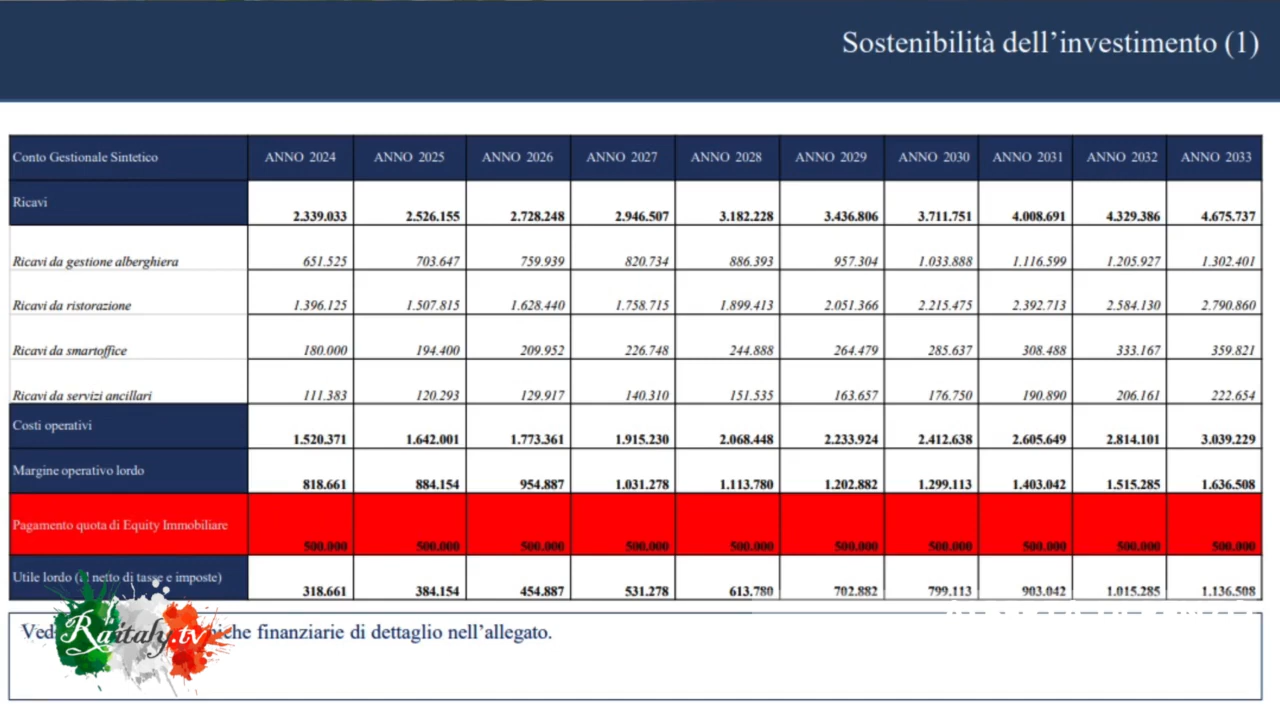 Sostenibilità dell’investimento (1)
Conto Gestionale Sintetico ANNO 2024 ANNO 2025 ANNO 2026 ANNO 2027 ANNO 2028 ANNO 2029 ANNO 2030 ANNO 2031 ANNO 2032 ANNO 2033
Ricavi 2.339.033 2.526.155 2.728.248 2.946.507 3.182.228 3.436.806 3.711.751 4.008.691 4.329.386 4.675.737
Ricavi da gestione alberghiera 651.525 703.647 759.939 820.734 886.393 957.304 1.033.888 1.116.599 1.205.927 1.302.401
Ricavi da ristorazione 1.396.125 1.507.815 1.628.440 1.758.715 1.899.413 2.051.366 2.215.475 2.392.713 2.584.130 2.790.860
Ricavi da smartoffice 180.000 194.400 209.952 226.748 244.888 264.479 285.637 308.488 333.167 359.821
Ricavi da servizi ancillari 111.383 120.293 129.917 140.310 151.535 163.657 176.750 190.890 206.161 222.654
Costi operativi 1.520.371 1.642.001 1.773.361 1.915.230 2.068.448 2.233.924 2.412.638 2.605.649 2.814.101 3.039.229
Margine operativo lordo 818.661 884.154 954.887 1.031.278 1.113.780 1.202.882 1.299.113 1.403.042 1.515.285 1.636.508
Pagamento quota di Equity Immobiliare 500.000 500.000 500.000 500.000 500.000 500.000 500.000 500.000 500.000 500.000
Utile lordo (al netto di tasse e imposte) 318.661 384.154 454.887 531.278 613.780 702.882 799.113 903.042 1.015.285 1.136.508
finanziarie di dettaglio nell’allegato.
Raitaly.tv